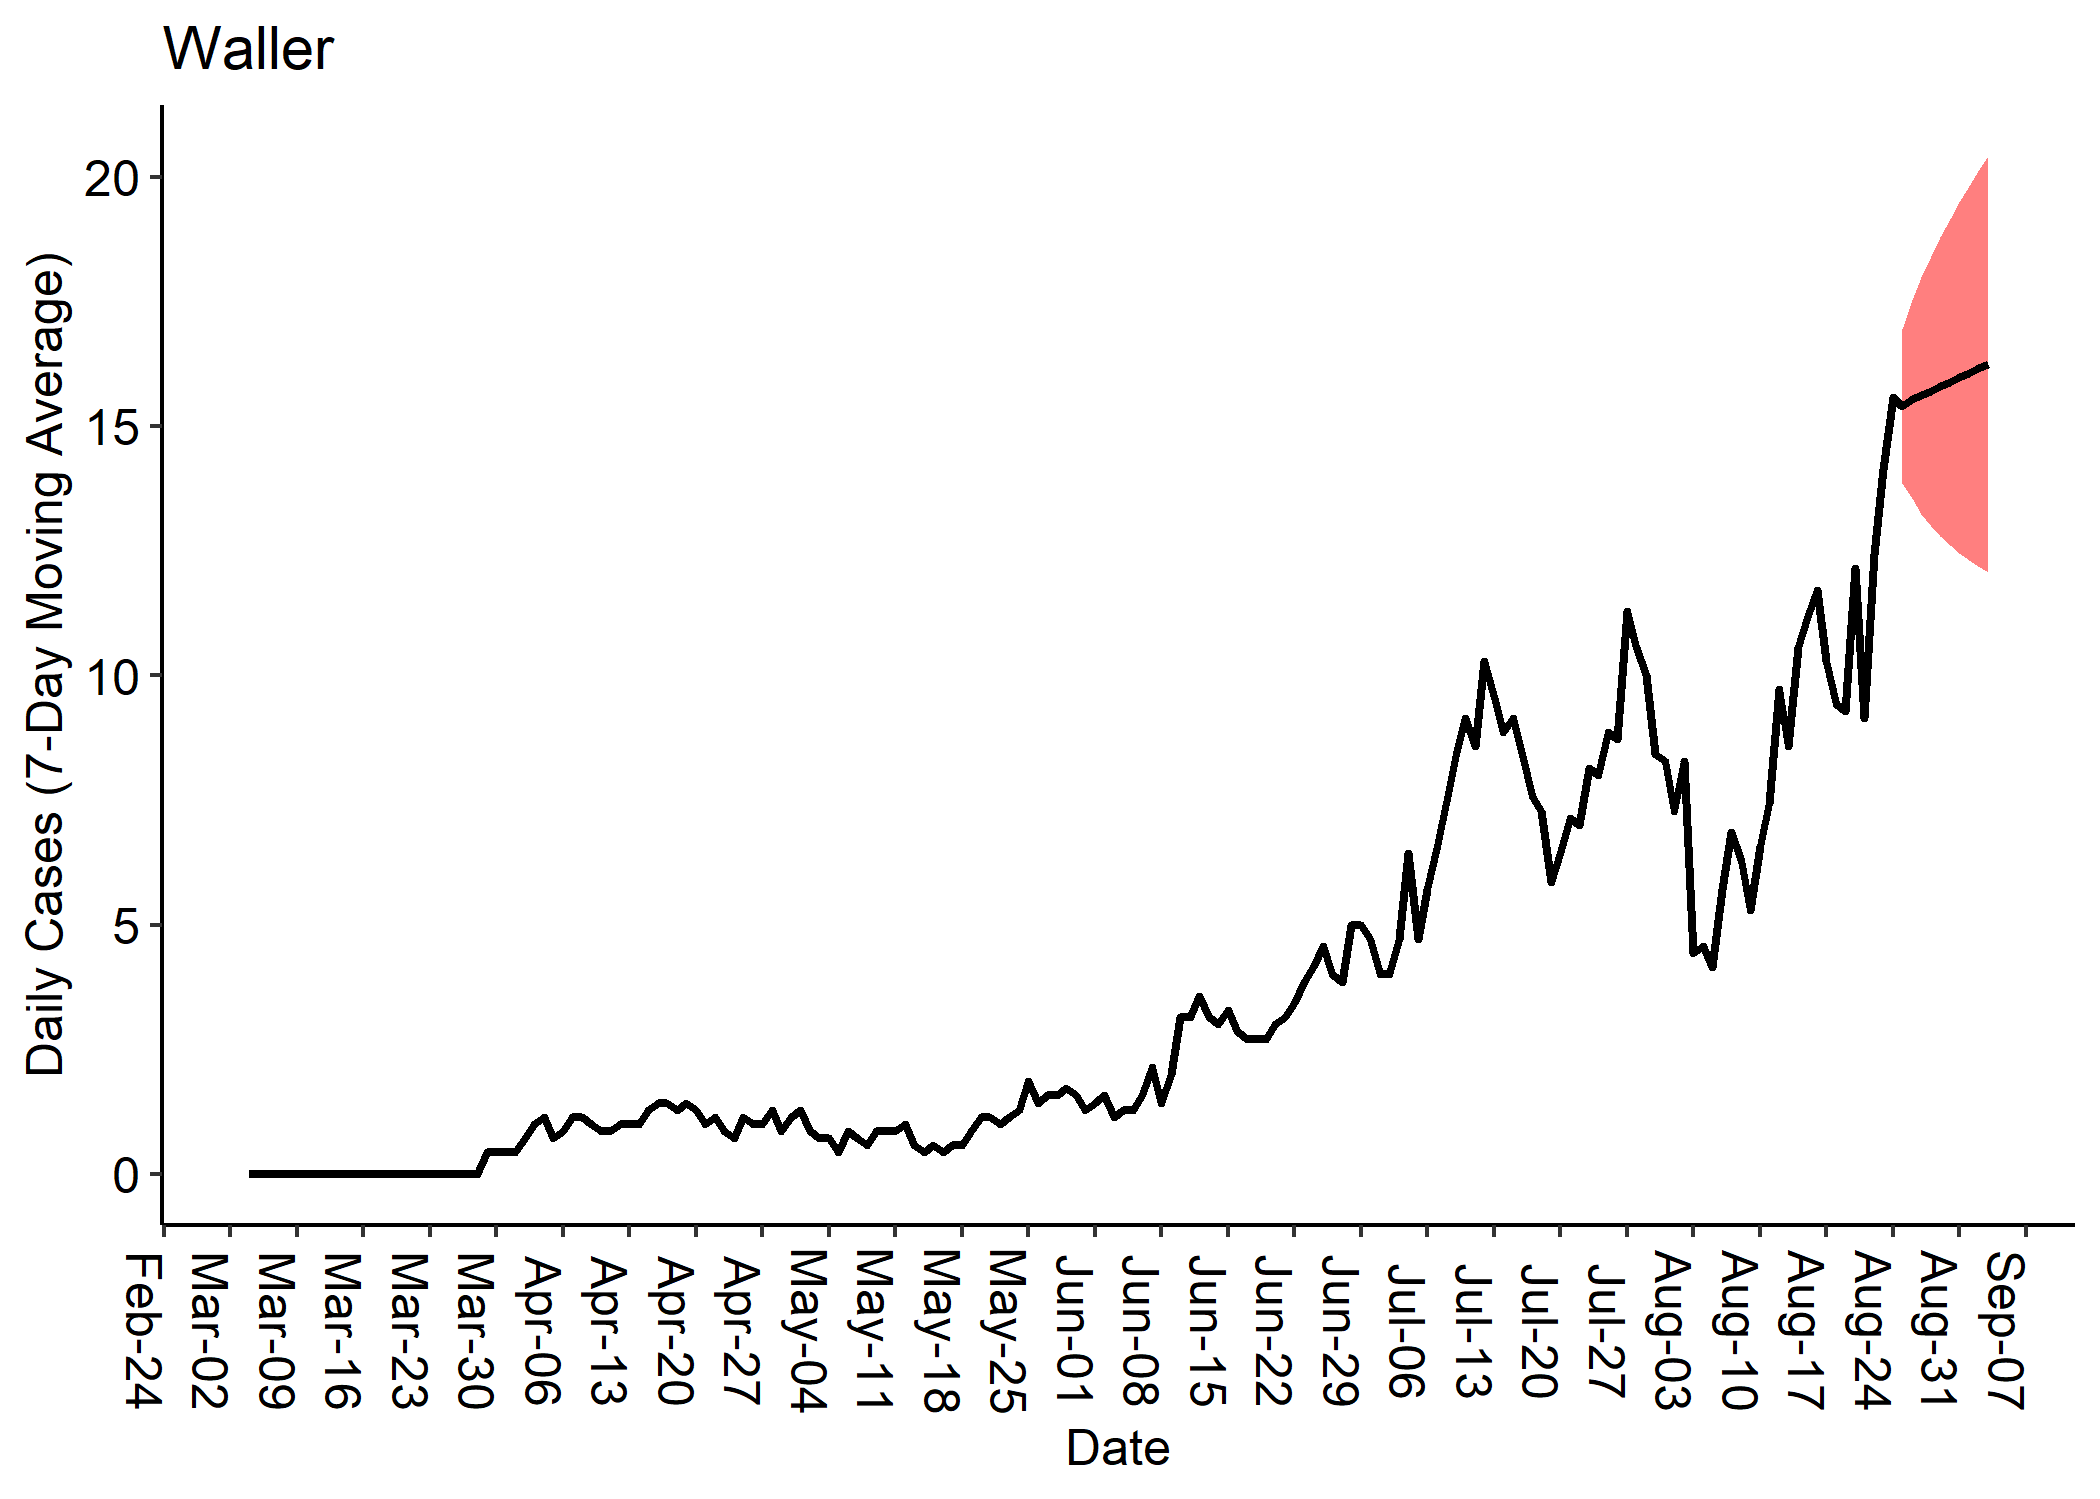 Waller
Daily Cases (7-Day Moving Average)
20
15
10
5
0
Feb-24
Mar-02
Mar-09
Mar-16
Mar-23
Mar-30
Apr-06
Apr-13
Apr-20
Apr-27
May-04
May-11
May-18
May-25
Jun-01
Jun-08
Jun-15
Jun-22
Jun-29
Jul-06
Jul-13
Jul-20
Jul-27
Aug-03
Aug-10
Aug-17
Aug-24
Aug-31
Sep-07
Date